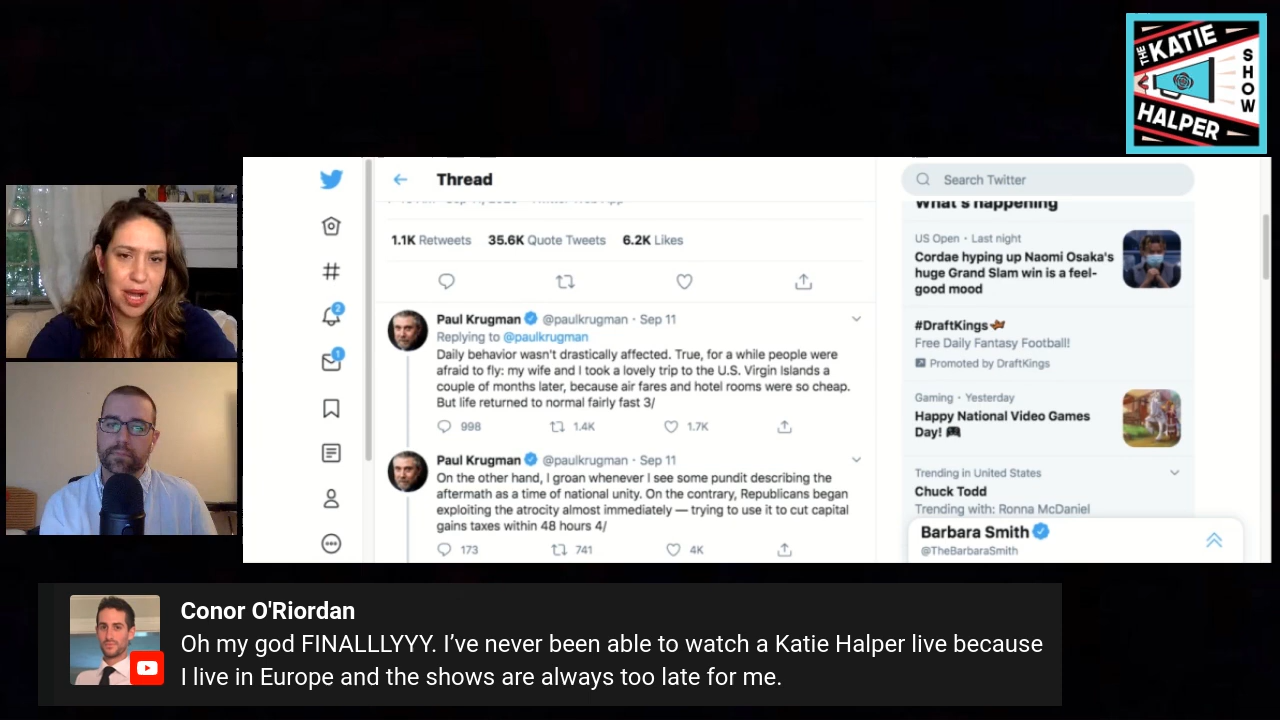 THE
KATIE
HALPER
SHOW
Thread
Search Twitter
What's happening
1.1K Retweets 35.6K Quote Tweets 6.2K Likes
US Open · Last night
Cordae hyping up Naomi Osaka's
huge Grand Slam win is a feel-
good mood
2
1
Paul Krugman @paulkrugman · Sep 11
Replying to @paulkrugman
Daily behavior wasn't drastically affected. True, for a while people were
afraid to fly: my wife and I took a lovely trip to the U.S. Virgin Islands a
couple of months later, because air fares and hotel rooms were so cheap.
But life returned to normal fairly fast 3/
998 1.4K 1.7K
#DraftKings
Free Daily Fantasy Football!
Promoted by DraftKings
Gaming · Yesterday
Happy National Video Games
Day!
Paul Krugman @paulkrugman · Sep 11
On the other hand, I groan whenever I see some pundit describing the
aftermath as a time of national unity. On the contrary, Republicans began
exploiting the atrocity almost immediately — trying to use it to cut capital
gains taxes within 48 hours 4/
173 741 4K
Trending in United States
Chuck Todd
Trending with: Ronna McDaniel
Barbara Smith
@TheBarbaraSmith
Conor O'Riordan
Oh my god FINALLLYYY. I’ve never been able to watch a Katie Halper live because
I live in Europe and the shows are always too late for me.